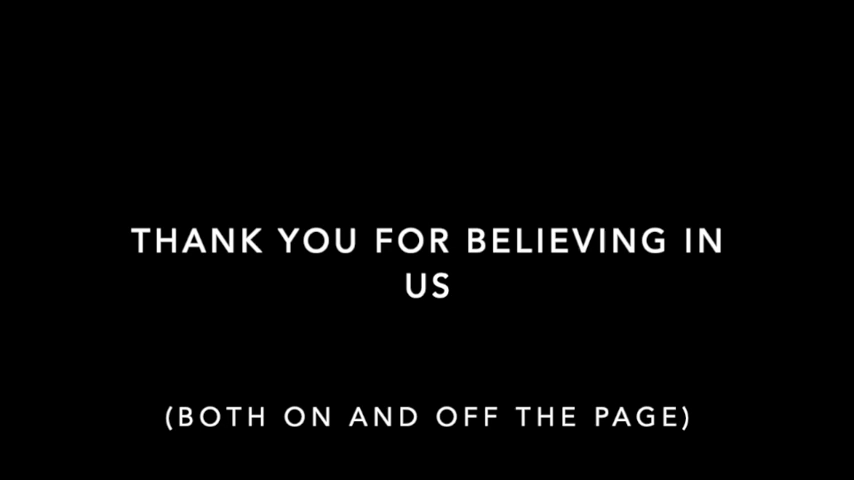 THANK YOU FOR BELIEVING IN
US
(BOTH ON AND OFF THE PAGE)